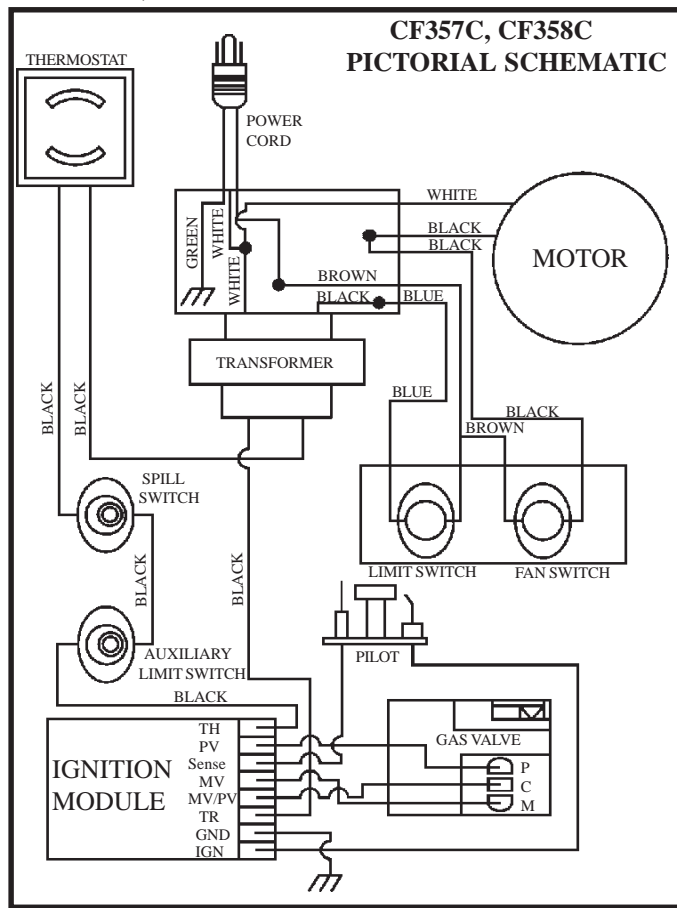 CF357C, CF358C
PICTORIAL SCHEMATIC
THERMOSTAT
POWER
CORD
WHITE
BLACK
BLACK
MOTOR
GREEN
WHITE
WHITE
BROWN
BLACK
BLUE
TRANSFORMER
BLUE
BLACK
BROWN
BLACK
BLACK
SPILL
SWITCH
LIMIT SWITCH
FAN SWITCH
BLACK
BLACK
AUXILIARY
LIMIT SWITCH
PILOT
BLACK
IGNITION
MODULE
TH
PV
Sense
MV
MV/PV
TR
GND
IGN
GAS VALVE
P
C
M